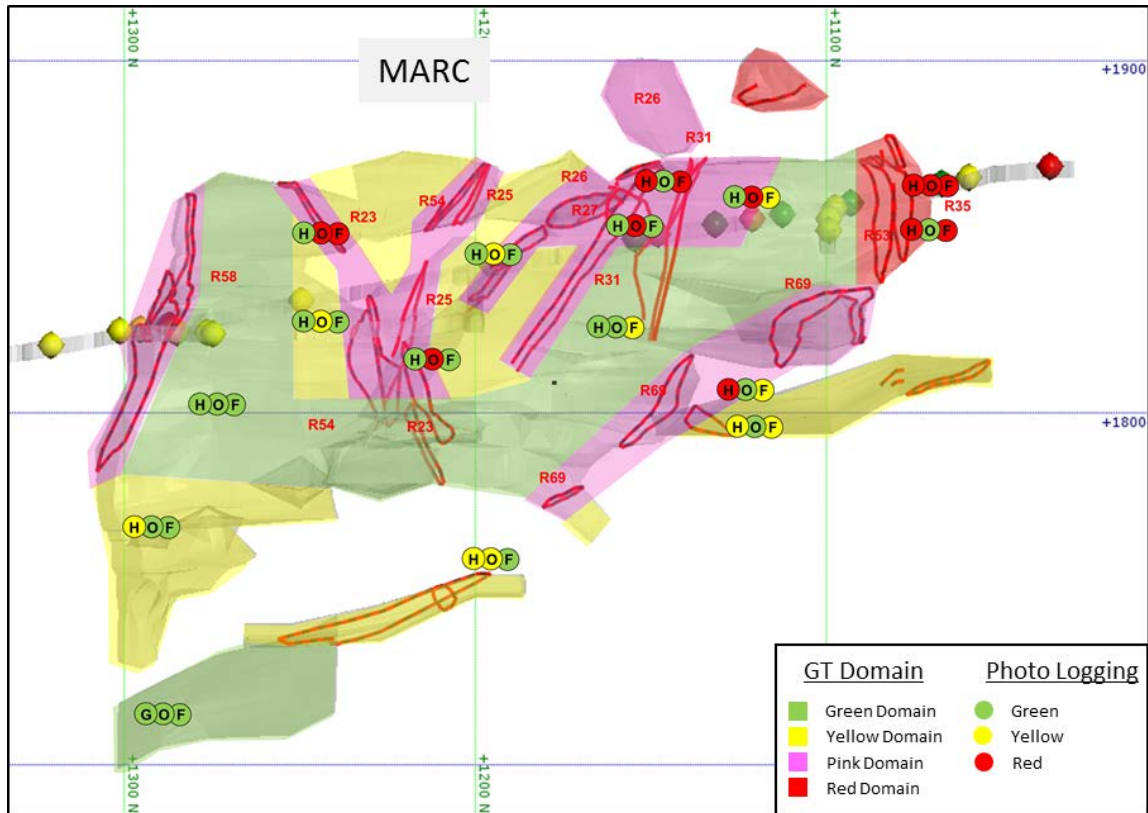 +1300 N
+120
+1100 N
MARC
+1900
R26
R31
R26
R54
R25
H O F
H O F
H O F
R27
R35
R23
H O F
H O F
H O F
R53
H O F
R58
R31
R69
R25
H O F
H O F
H O F
R69
H O F
H O F
+1800
R54
R23
H O F
R69
H O F
H O F
G O F
+1300 N
+1200 N
GT Domain
Photo Logging
Green Domain
Green
Yellow Domain
Yellow
Pink Domain
Red
Red Domain